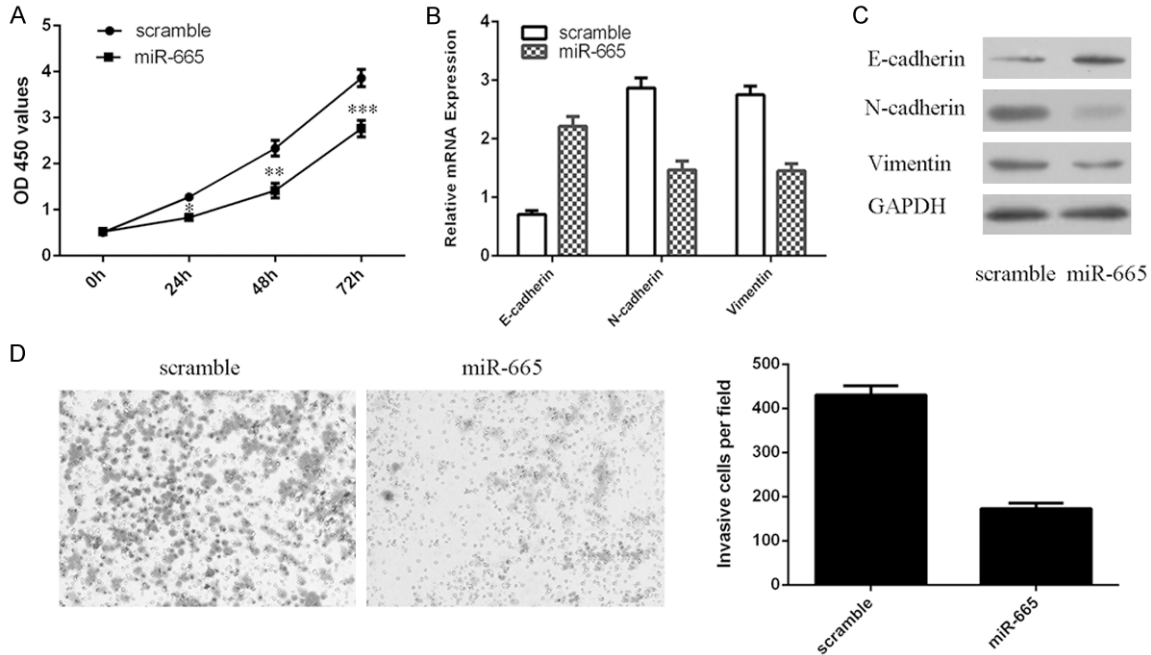 A
5
4
3
2
1
0
OD 450 values
scramble
miR-665
*
**
***
0h
24h
48h
72h
B
4
3
2
1
0
Relative mRNA Expression
scramble
miR-665
E-cadherin
N-cadherin
Vimentin
C
E-cadherin
N-cadherin
Vimentin
GAPDH
scramble miR-665
D
scramble
miR-665
500
400
300
200
100
0
Invasive cells per field
scramble
miR-665